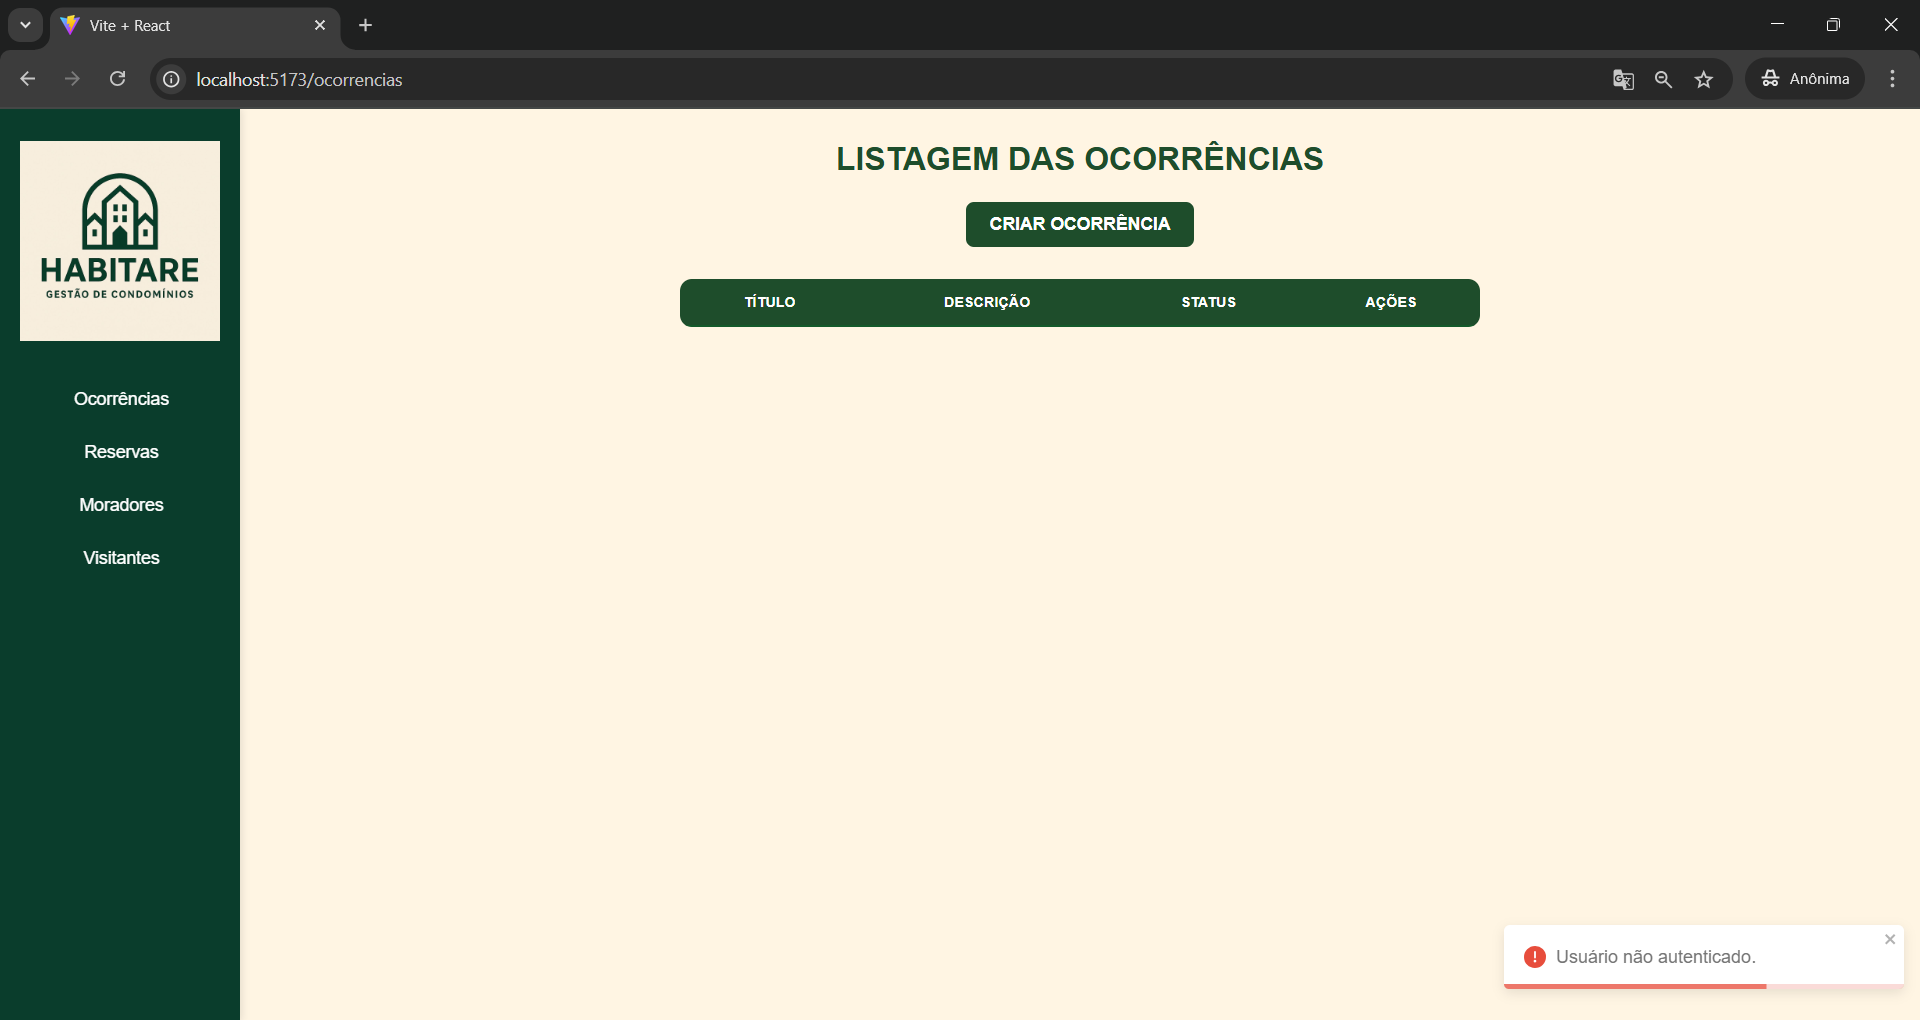 Vite + React
localhost:5173/ocorrencias
Anônima
HABITARE
GESTÃO DE CONDOMÍNIOS
Ocorrências
Reservas
Moradores
Visitantes
LISTAGEM DAS OCORRÊNCIAS
CRIAR OCORRÊNCIA
TÍTULO DESCRIÇÃO STATUS AÇÕES
Usuário não autenticado.